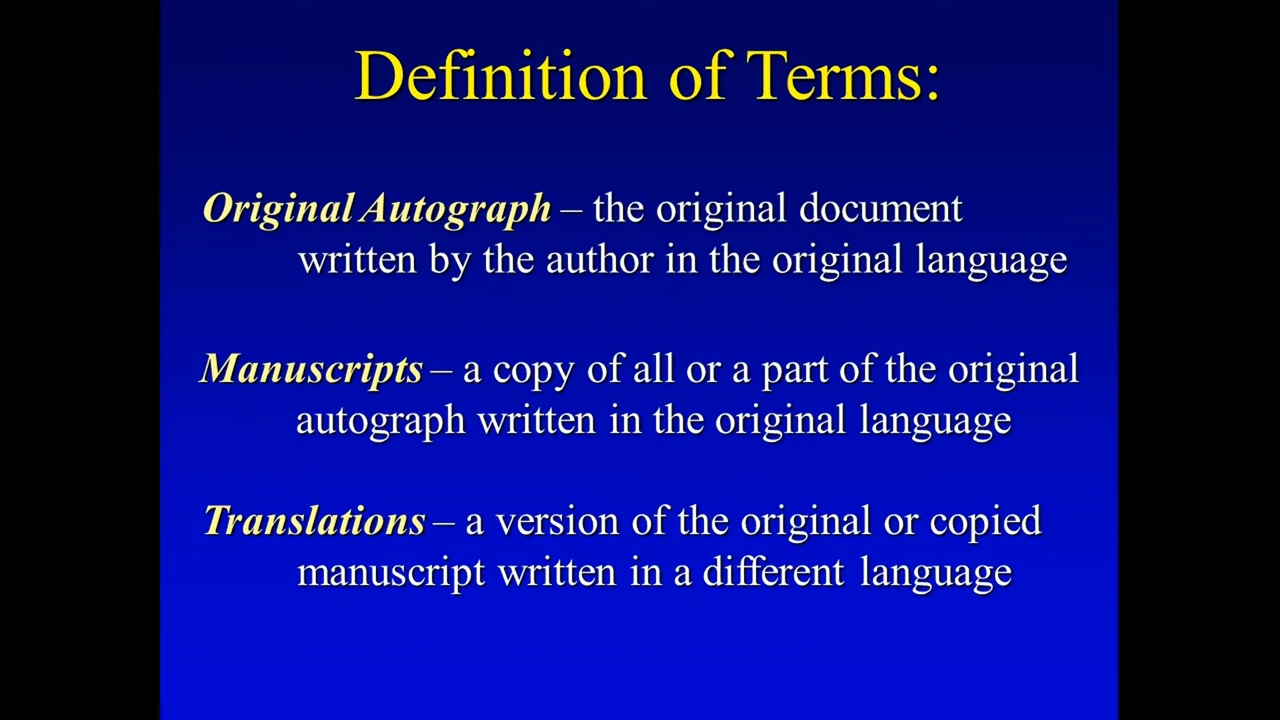 Definition of Terms:
Original Autograph – the original document
written by the author in the original language
Manuscripts – a copy of all or a part of the original
autograph written in the original language
Translations – a version of the original or copied
manuscript written in a different language